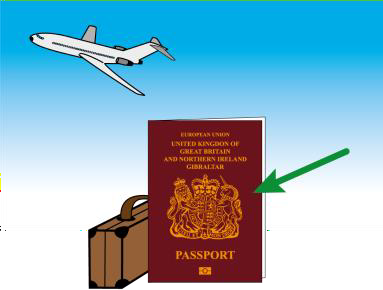 EUROPEAN UNION
UNITED KINGDOM OF
GREAT BRITAIN
AND NORTHERN IRELAND
GIBRALTAR
PASSPORT